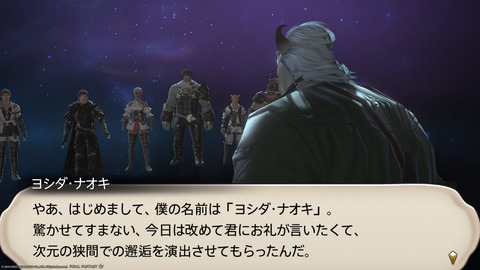 ヨシダ・ナオキ
やあ、はじめまして、僕の名前は「ヨシダ・ナオキ」。
驚かせてすまない、今日は改めて君にお礼が言いたくて、
次元の狭間での邂逅を演出させてもらったんだ。